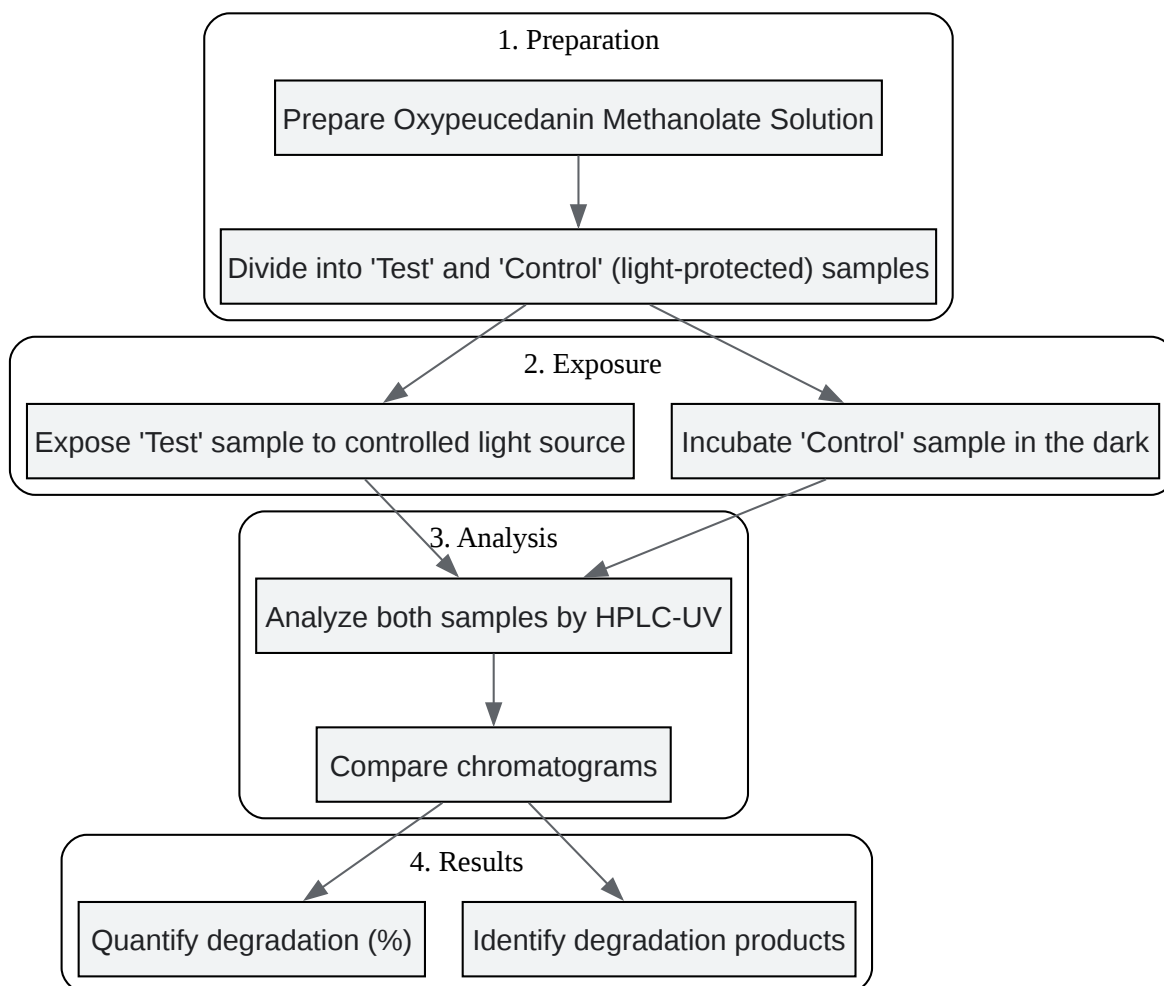 1. Preparation
Prepare Oxypeucedanin Methanolate Solution
Divide into 'Test' and 'Control' (light-protected) samples
2. Exposure
Expose 'Test' sample to controlled light source
Incubate 'Control' sample in the dark
3. Analysis
Analyze both samples by HPLC-UV
Compare chromatograms
4. Results
Quantify degradation (%)
Identify degradation products